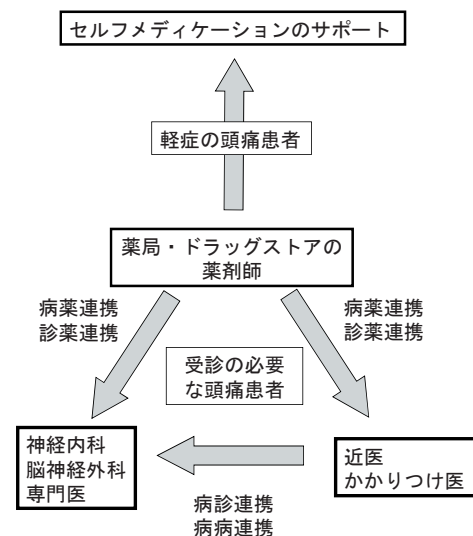 セルフメディケーションのサポート
軽症の頭痛患者
薬局・ドラッグストアの
薬剤師
病薬連携
診薬連携
病薬連携
診薬連携
受診の必要
な頭痛患者
神経内科
脳神経外科
専門医
近医
かかりつけ医
病診連携
病病連携